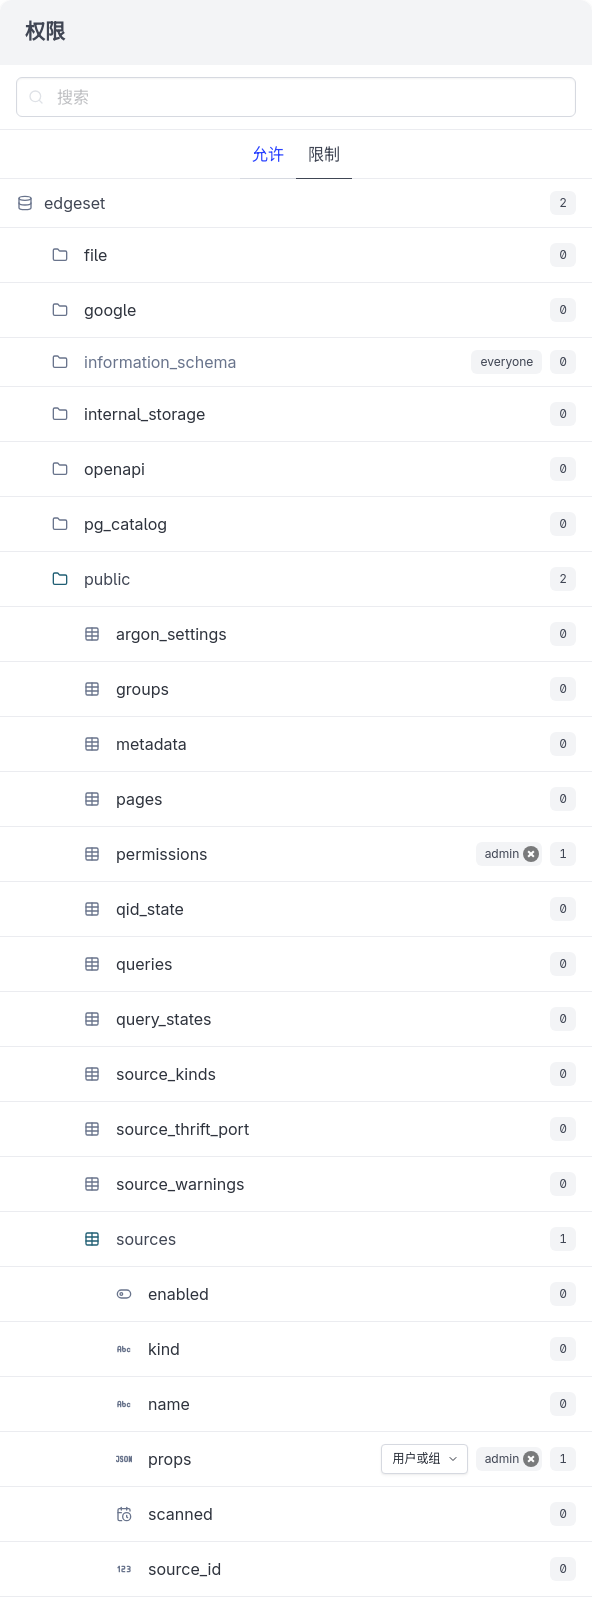 权限
搜索
允许 限制
edgeset 2
file 0
google 0
information_schema everyone 0
internal_storage 0
openapi 0
pg_catalog 0
public 2
argon_settings 0
groups 0
metadata 0
pages 0
permissions admin 1
qid_state 0
queries 0
query_states 0
source_kinds 0
source_thrift_port 0
source_warnings 0
sources 1
enabled 0
Abc kind 0
Abc name 0
JSON props 用户或组 admin 1
scanned 0
123 source_id 0